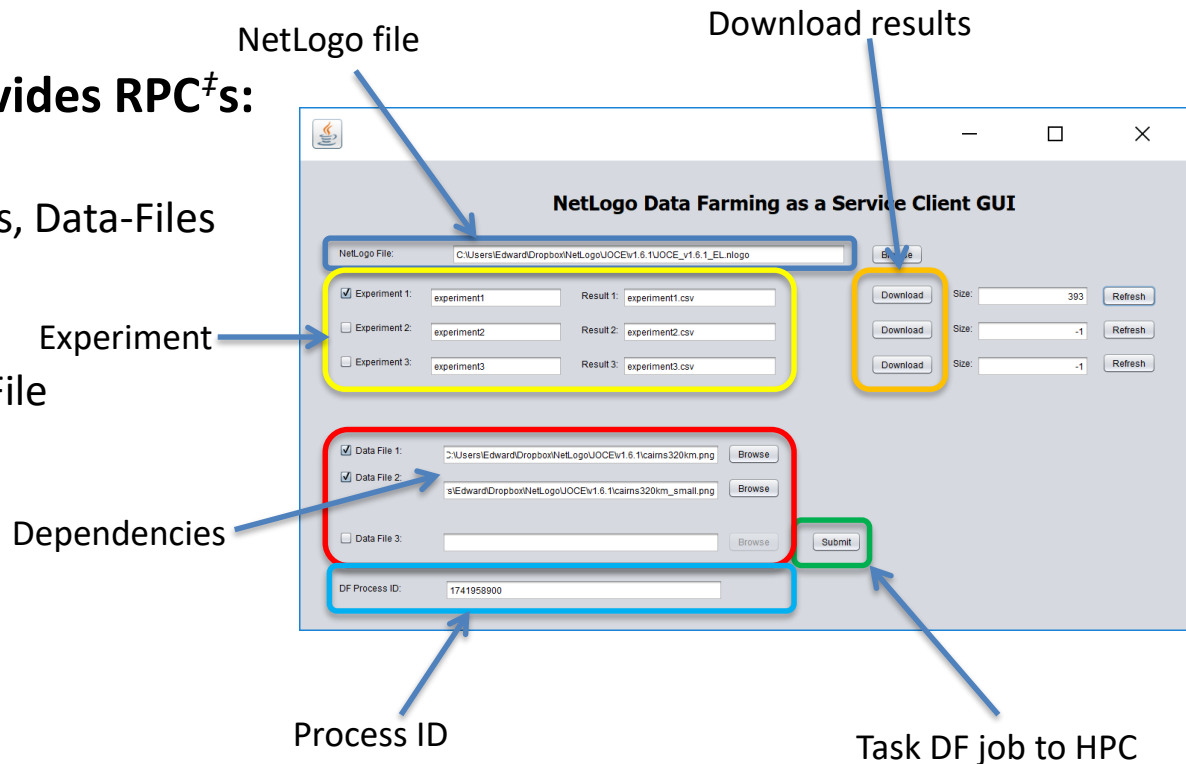 NetLogo file
Download results
vides RPC‡s:
s, Data-Files
Experiment
File
Dependencies
Process ID
Task DF job to HPC
NetLogo Data Farming as a Service Client GUI
NetLogo File: C:\Users\Edward\Dropbox\NetLogo\JOCE\v1.6.1\JOCE_v1.6.1_EL.nlogo Browse
Experiment 1: experiment1 Result 1: experiment1.csv Download Size: 393 Refresh
Experiment 2: experiment2 Result 2: experiment2.csv Download Size: -1 Refresh
Experiment 3: experiment3 Result 3: experiment3.csv Download Size: -1 Refresh
Data File 1: C:\Users\Edward\Dropbox\NetLogo\JOCE\v1.6.1\cairns320km.png Browse
Data File 2: s\Edward\Dropbox\NetLogo\JOCE\v1.6.1\cairns320km_small.png Browse
Data File 3: Browse Submit
DF Process ID: 1741958900